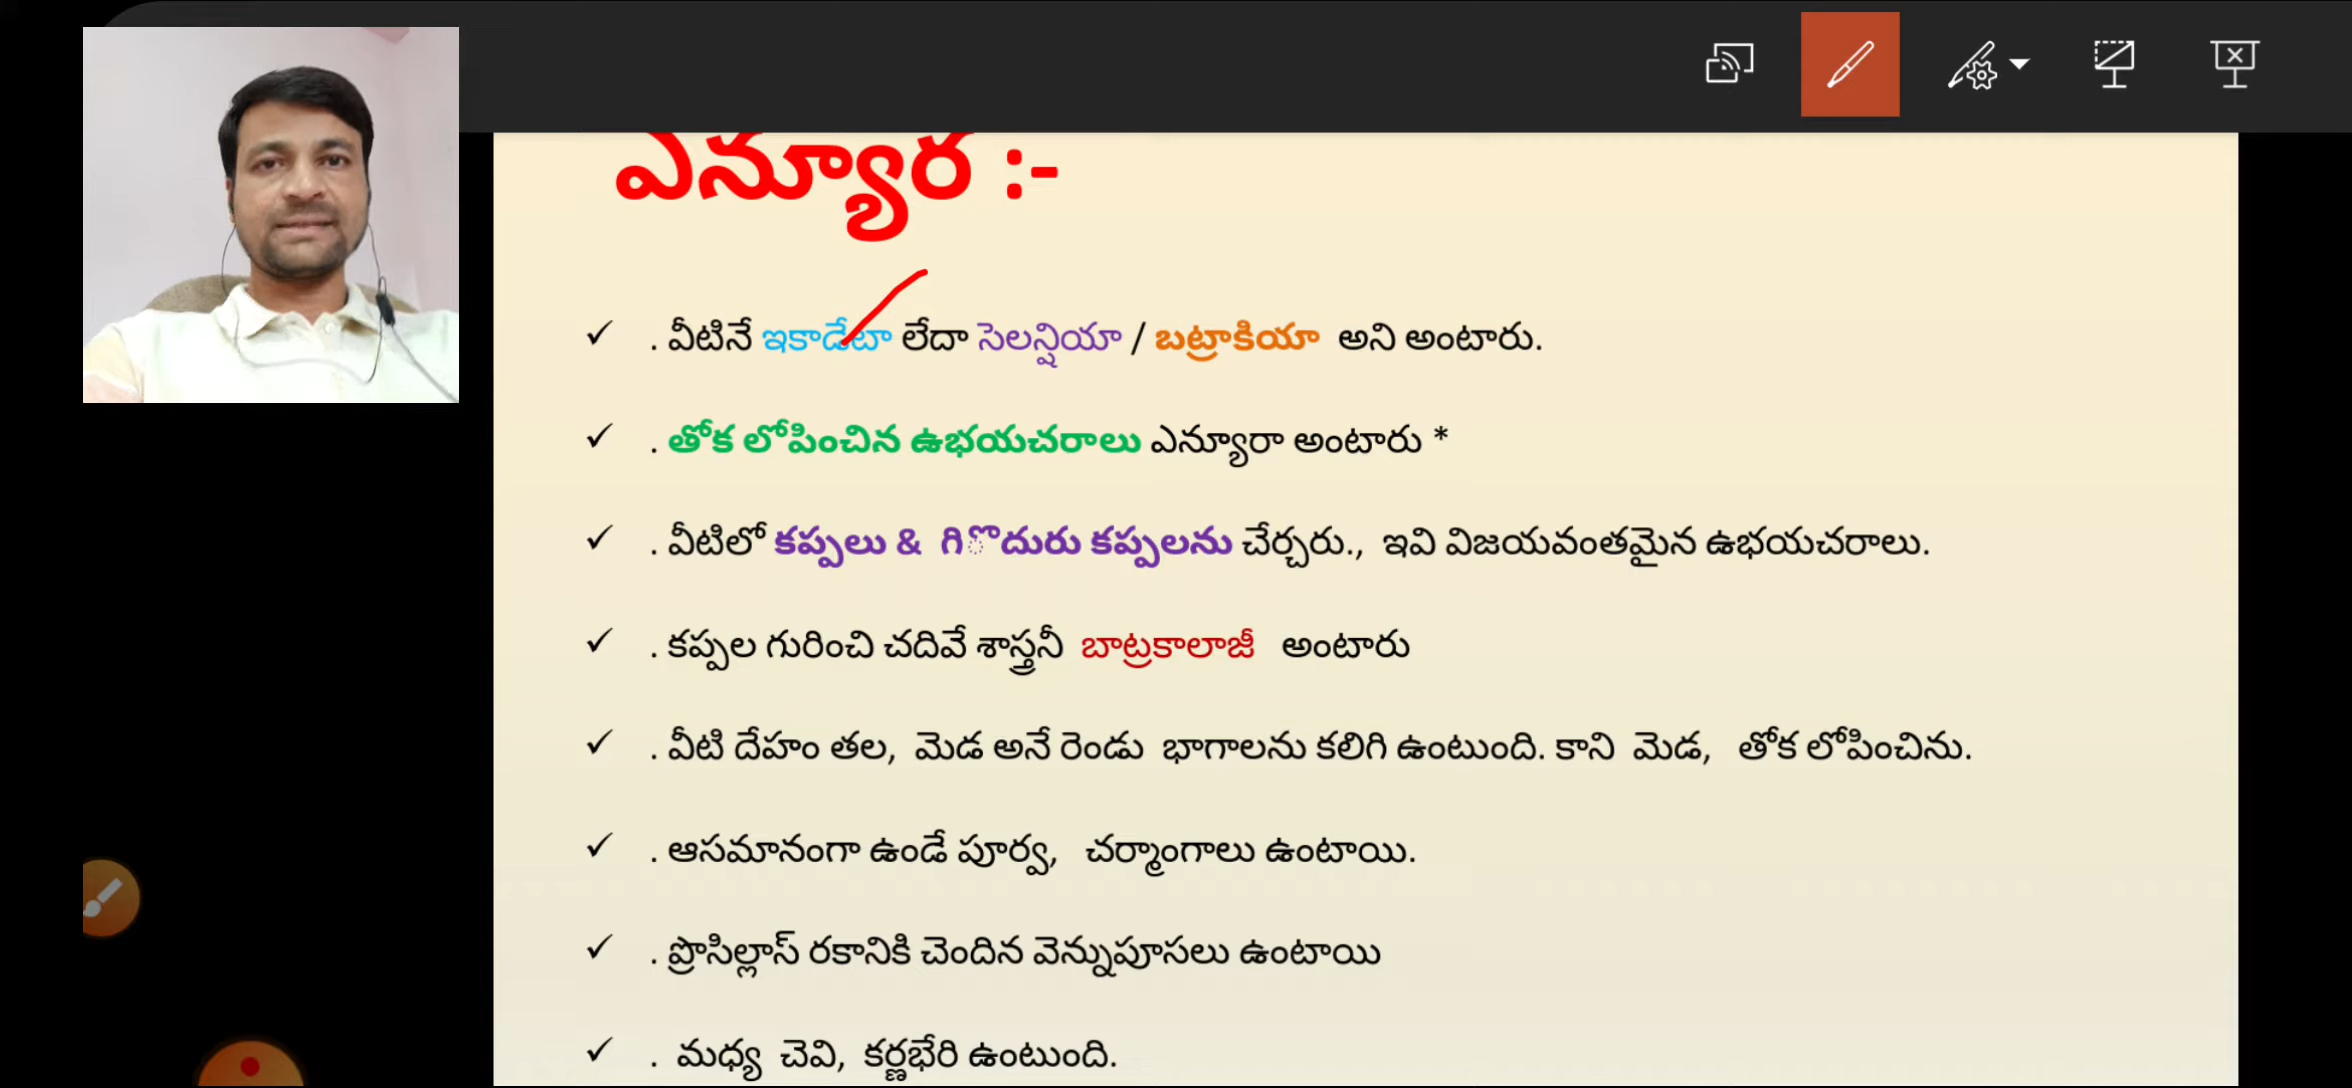 ఎన్యూర :-
✓ . వీటినే ఇకాడేటా లేదా సెలన్షియా / బట్రాకియా అని అంటారు.
✓ . తోక లోపించిన ఉభయచరాలు ఎన్యూరా అంటారు *
✓ . వీటిలో కప్పలు & గిొదురు కప్పలను చేర్చరు., ఇవి విజయవంతమైన ఉభయచరాలు.
✓ . కప్పల గురించి చదివే శాస్త్రనీ బాట్రకాలాజీ అంటారు
✓ . వీటి దేహం తల, మెడ అనే రెండు భాగాలను కలిగి ఉంటుంది. కాని మెడ, తోక లోపించిను.
✓ . ఆసమానంగా ఉండే పూర్వ, చర్మాంగాలు ఉంటాయి.
✓ . ప్రొసిల్లాస్ రకానికి చెందిన వెన్నుపూసలు ఉంటాయి
✓ . మధ్య చెవి, కర్ణభేరి ఉంటుంది.